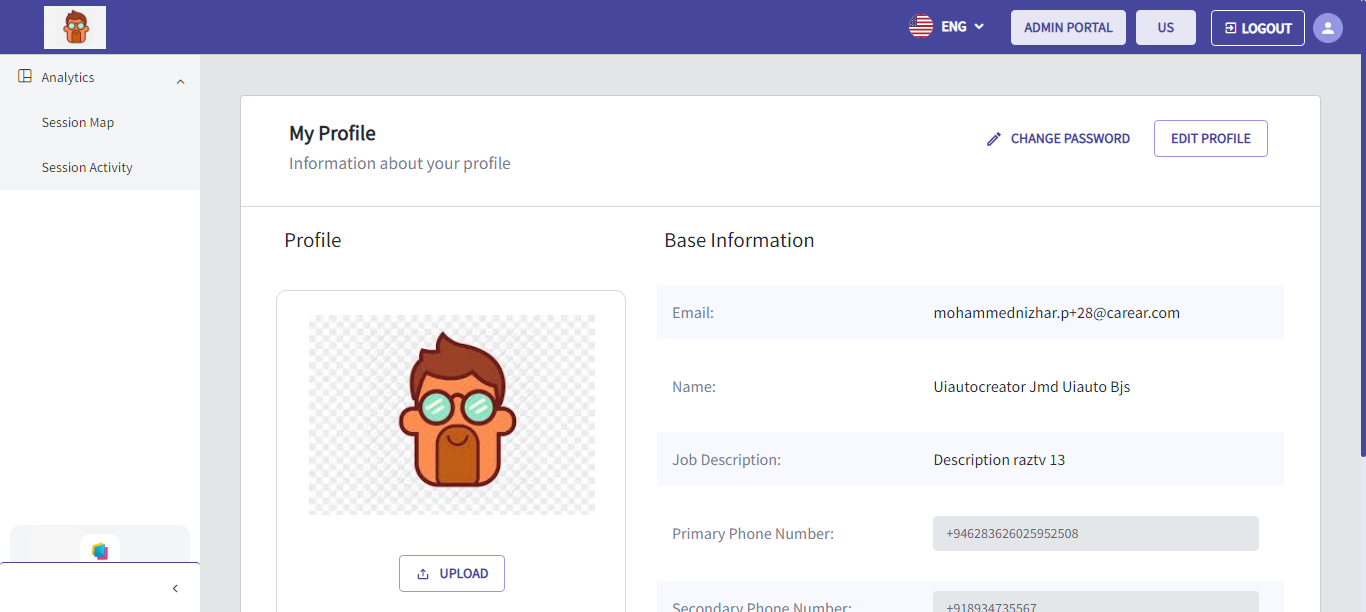 ENG
ADMIN PORTAL
US
LOGOUT
Analytics
Session Map
Session Activity
My Profile
Information about your profile
CHANGE PASSWORD
EDIT PROFILE
Profile
UPLOAD
Base Information
Email: mohammednizhar.p+28@carear.com
Name: Uiautocreator Jmd Uiauto Bjs
Job Description: Description raztv 13
Primary Phone Number: +946283626025952508
Secondary Phone Number: +918934735567